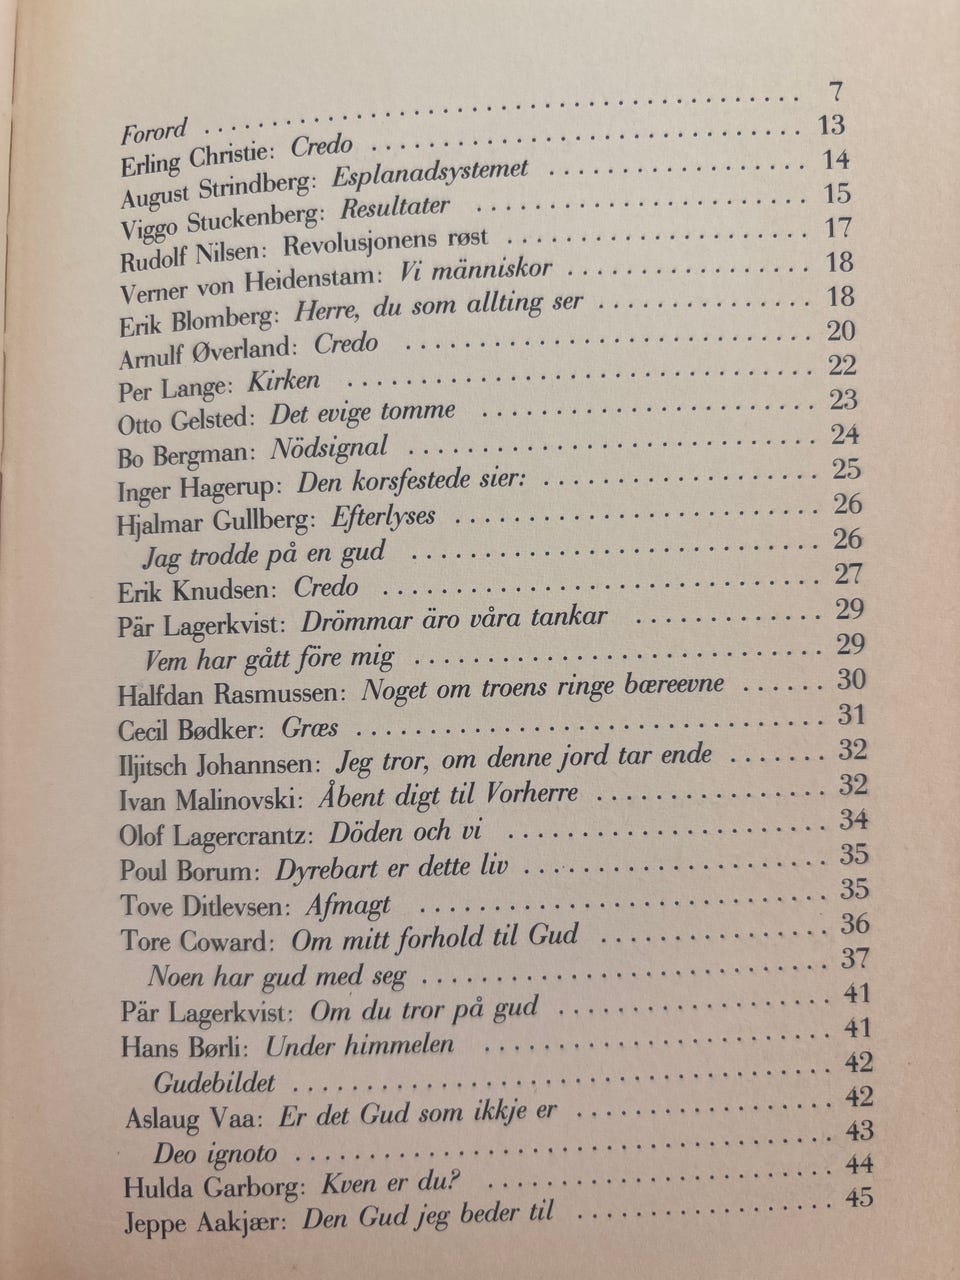 Forord . . . . . . . . . . . . . . . . . . . . 7
Erling Christie: Credo . . . . . . . . . . . . . . . . . . . . 13
August Strindberg: Esplanadsystemet . . . . . . . . . . . . 14
Viggo Stuckenberg: Resultater . . . . . . . . . . . . . . . . 15
Rudolf Nilsen: Revolusjonens røst . . . . . . . . . . . . . . 17
Verner von Heidenstam: Vi människor . . . . . . . . . . . . 18
Erik Blomberg: Herre, du som allting ser . . . . . . . . . . . 18
Arnulf Øverland: Credo . . . . . . . . . . . . . . . . . . . . 20
Per Lange: Kirken . . . . . . . . . . . . . . . . . . . . 22
Otto Gelsted: Det evige tomme . . . . . . . . . . . . . . . . 23
Bo Bergman: Nödsignal . . . . . . . . . . . . . . . . . . . . 24
Inger Hagerup: Den korsfestede sier: . . . . . . . . . . . . . 25
Hjalmar Gullberg: Efterlyses . . . . . . . . . . . . . . . . . 26
Jag trodde på en gud . . . . . . . . . . . . . . . . . . . . 26
Erik Knudsen: Credo . . . . . . . . . . . . . . . . . . . . 27
Pär Lagerkvist: Drömmar äro våra tankar . . . . . . . . . . 29
Vem har gått före mig . . . . . . . . . . . . . . . . . . . . 29
Halfdan Rasmussen: Noget om troens ringe bæreevne . . . . . . 30
Cecil Bødker: Græs . . . . . . . . . . . . . . . . . . . . 31
Iljitsch Johannsen: Jeg tror, om denne jord tar ende . . . . . . . 32
Ivan Malinovski: Åbent digt til Vorherre . . . . . . . . . . . . 32
Olof Lagercrantz: Döden och vi . . . . . . . . . . . . . . . . 34
Poul Borum: Dyrebart er dette liv . . . . . . . . . . . . . . . 35
Tove Ditlevsen: Afmagt . . . . . . . . . . . . . . . . . . . . 35
Tore Coward: Om mitt forhold til Gud . . . . . . . . . . . . 36
Noen har gud med seg . . . . . . . . . . . . . . . . . . . . 37
Pär Lagerkvist: Om du tror på gud . . . . . . . . . . . . . . 41
Hans Børli: Under himmelen . . . . . . . . . . . . . . . . . . 41
Gudebildet . . . . . . . . . . . . . . . . . . . . 42
Aslaug Vaa: Er det Gud som ikkje er . . . . . . . . . . . . . 42
Deo ignoto . . . . . . . . . . . . . . . . . . . . 43
Hulda Garborg: Kven er du? . . . . . . . . . . . . . . . . . . 44
Jeppe Aakjær: Den Gud jeg beder til . . . . . . . . . . . . . 45